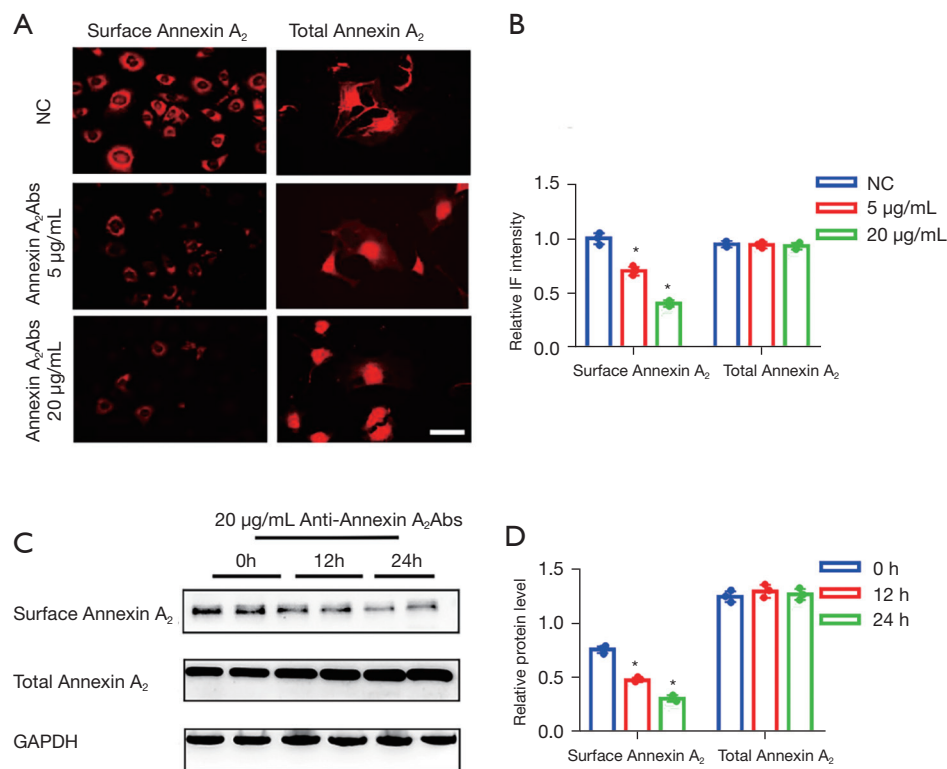 A
Surface Annexin A₂
Total Annexin A₂
NC
Annexin A₂Abs
5 µg/mL
Annexin A₂Abs
20 µg/mL
B
Relative IF intensity
1.5
1.0
0.5
0.0
*
*
Surface Annexin A₂
Total Annexin A₂
NC
5 µg/mL
20 µg/mL
C
20 µg/mL Anti-Annexin A₂Abs
0h
12h
24h
Surface Annexin A₂
Total Annexin A₂
GAPDH
D
Relative protein level
1.5
1.0
0.5
0.0
*
*
Surface Annexin A₂
Total Annexin A₂
0 h
12 h
24 h